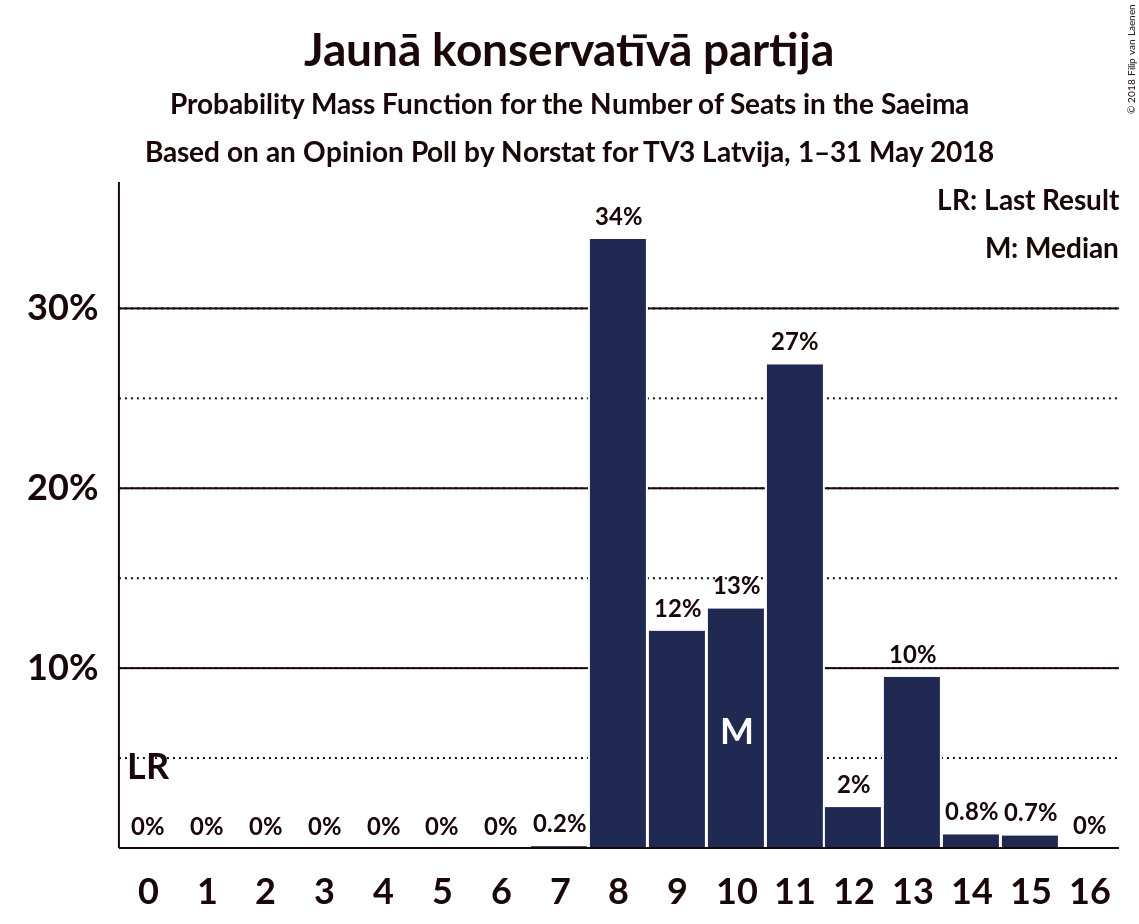 Jaunā konservatīvā partija
Probability Mass Function for the Number of Seats in the Saeima
Based on an Opinion Poll by Norstat for TV3 Latvija, 1–31 May 2018
© 2018 Filip van Laenen
LR: Last Result
M: Median
30%
20%
10%
LR
0% 0% 0% 0% 0% 0% 0% 0.2% 34% 12% 13% 27% 2% 10% 0.8% 0.7% 0%
M
0 1 2 3 4 5 6 7 8 9 10 11 12 13 14 15 16